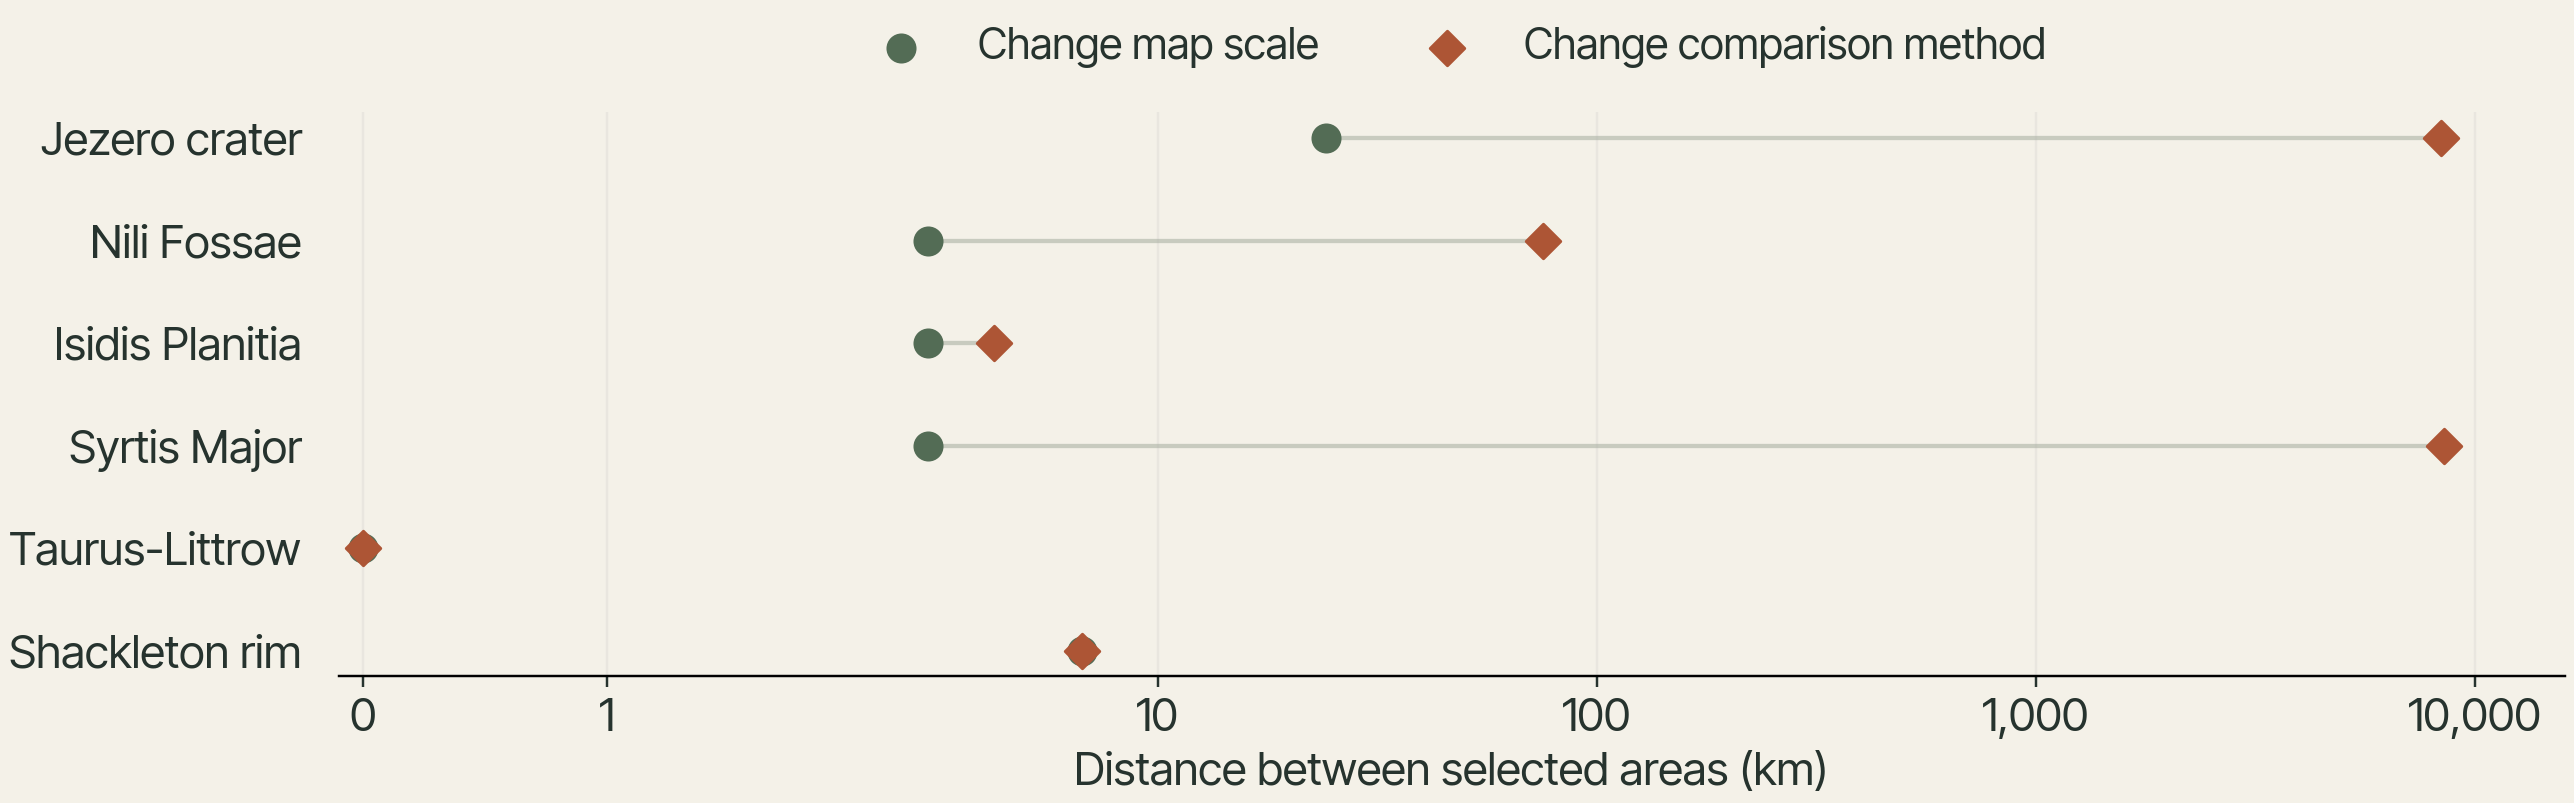 Change map scale
Change comparison method
Jezero crater
Nili Fossae
Isidis Planitia
Syrtis Major
Taurus-Littrow
Shackleton rim
0 1 10 100 1,000 10,000
Distance between selected areas (km)